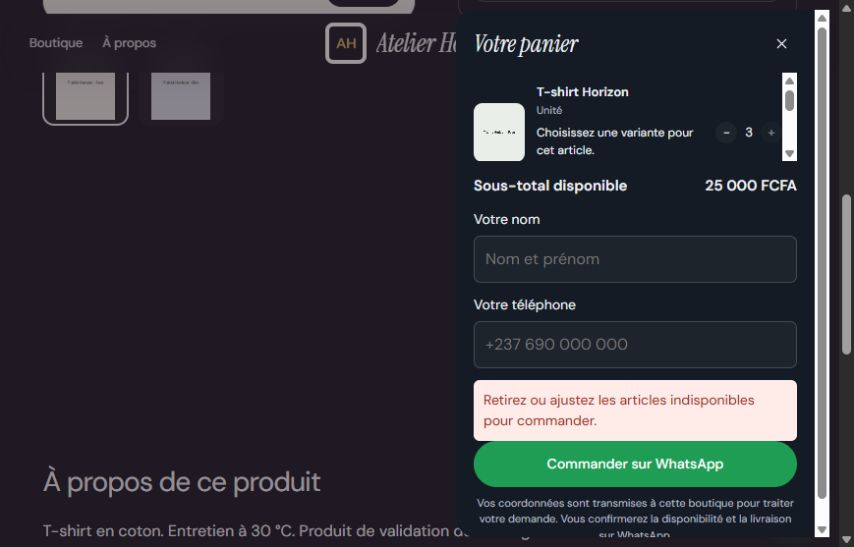 Boutique
À propos
AH
Atelier
Votre panier
T-shirt Horizon
Unité
Choisissez une variante pour
cet article.
-
3
+
Sous-total disponible
25 000 FCFA
Votre nom
Nom et prénom
Votre téléphone
+237 690 000 000
Retirez ou ajustez les articles indisponibles
pour commander.
Commander sur WhatsApp
Vos coordonnées sont transmises à cette boutique pour traiter
votre demande. Vous confirmerez la disponibilité et la livraison
sur WhatsApp
À propos de ce produit
T-shirt en coton. Entretien à 30 °C. Produit de validation